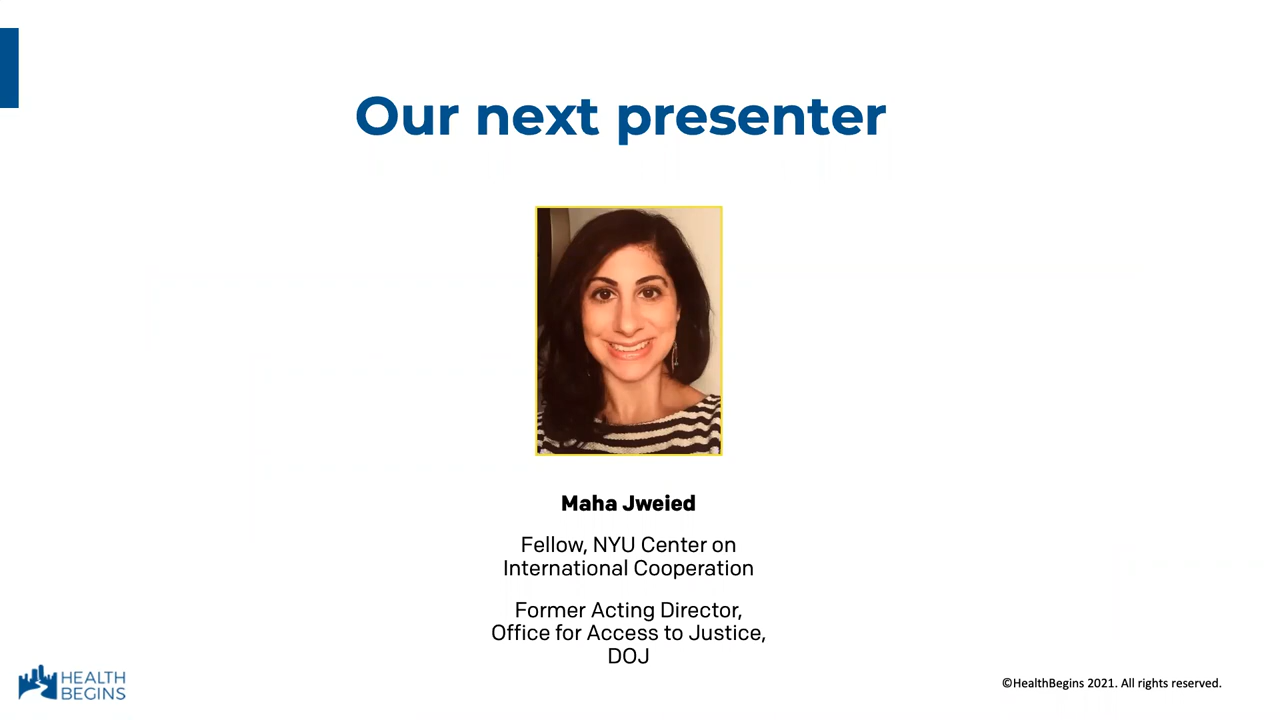 Our next presenter
Maha Jweied
Fellow, NYU Center on
International Cooperation
Former Acting Director,
Office for Access to Justice,
DOJ
HEALTH
BEGINS
©HealthBegins 2021. All rights reserved.